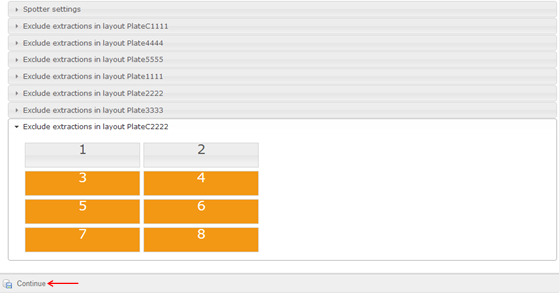 Spotter settings
Exclude extractions in layout PlateC1111
Exclude extractions in layout Plate4444
Exclude extractions in layout Plate5555
Exclude extractions in layout Plate1111
Exclude extractions in layout Plate2222
Exclude extractions in layout Plate3333
Exclude extractions in layout PlateC2222
1 2
3 4
5 6
7 8
Continue